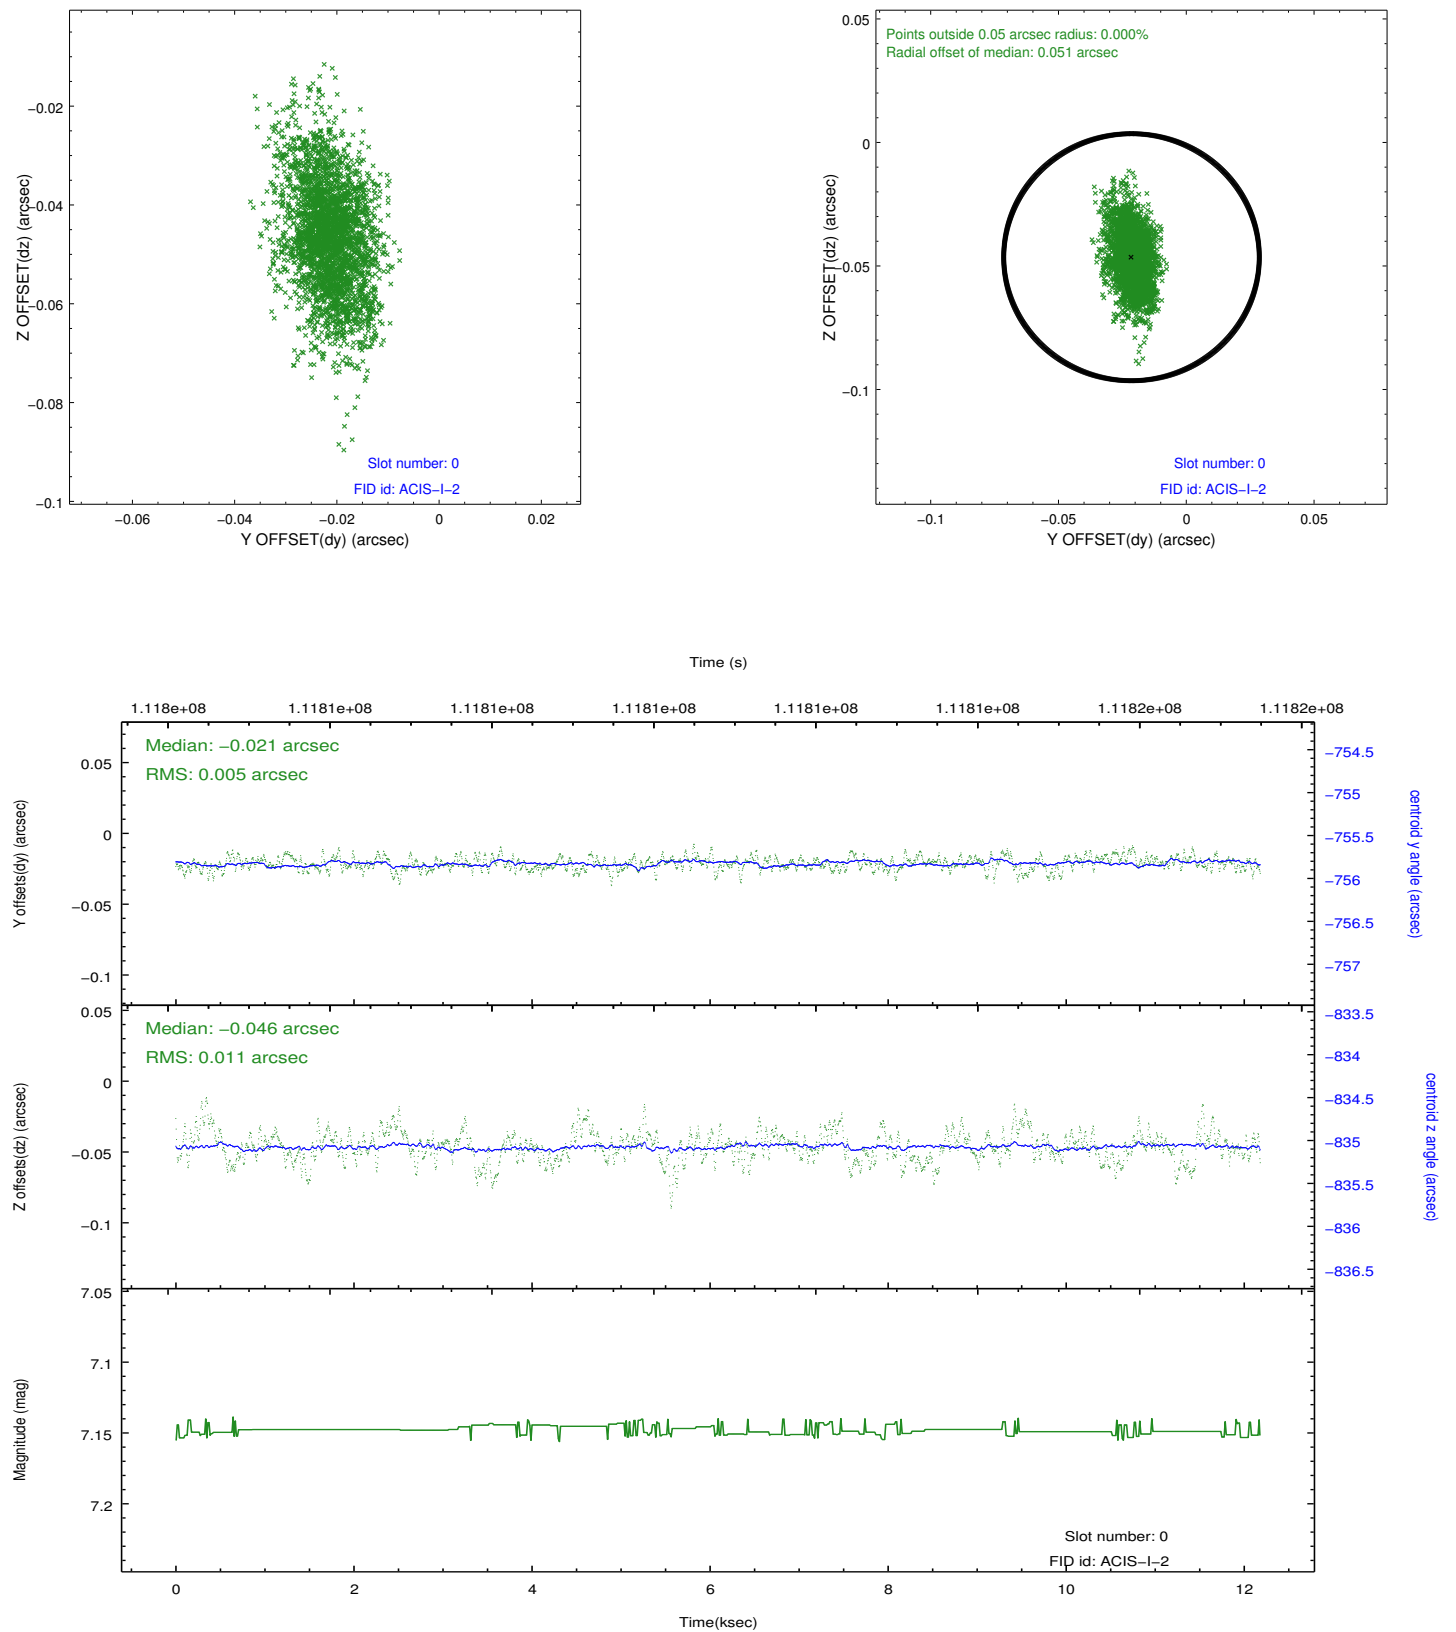 −0.02
−0.04
−0.06
−0.08
−0.1
Z OFFSET(dz) (arcsec)
Slot number: 0
FID id: ACIS−I−2
−0.06 −0.04 −0.02 0 0.02
Y OFFSET(dy) (arcsec)
Points outside 0.05 arcsec radius: 0.000%
Radial offset of median: 0.051 arcsec
0.05
0
−0.05
−0.1
Z OFFSET(dz) (arcsec)
Slot number: 0
FID id: ACIS−I−2
−0.1 −0.05 0 0.05
Y OFFSET(dy) (arcsec)
Time (s)
1.118e+08 1.1181e+08 1.1181e+08 1.1181e+08 1.1181e+08 1.1181e+08 1.1182e+08 1.1182e+08
Median: −0.021 arcsec
RMS: 0.005 arcsec
0.05
0
−0.05
−0.1
Y offsets(dy) (arcsec)
−754.5
−755
−755.5
−756
−756.5
−757
centroid y angle (arcsec)
Median: −0.046 arcsec
RMS: 0.011 arcsec
0.05
0
−0.05
−0.1
Z offsets(dz) (arcsec)
−833.5
−834
−834.5
−835
−835.5
−836
−836.5
centroid z angle (arcsec)
7.05
7.1
7.15
7.2
Magnitude (mag)
Slot number: 0
FID id: ACIS−I−2
0 2 4 6 8 10 12
Time(ksec)